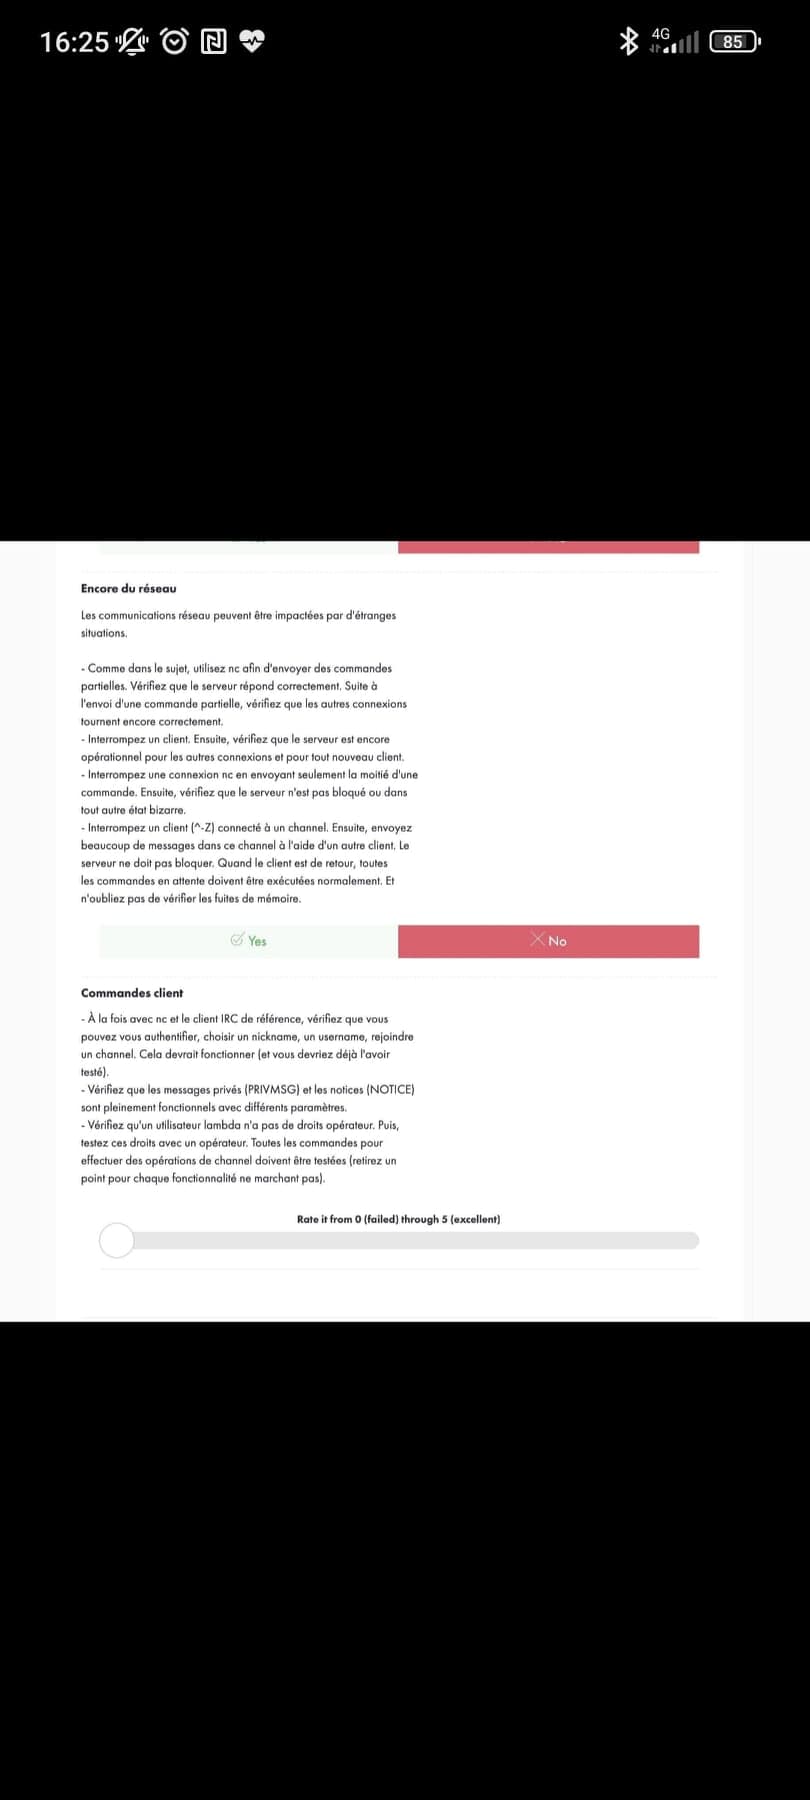 16:25
4G
85
Encore du réseau
Les communications réseau peuvent être impactées par d'étranges
situations.
- Comme dans le sujet, utilisez nc afin d'envoyer des commandes
partielles. Vérifiez que le serveur répond correctement. Suite à
l'envoi d'une commande partielle, vérifiez que les autres connexions
tournent encore correctement.
- Interrompez un client. Ensuite, vérifiez que le serveur est encore
opérationnel pour les autres connexions et pour tout nouveau client.
- Interrompez une connexion nc en envoyant seulement la moitié d'une
commande. Ensuite, vérifiez que le serveur n'est pas bloqué ou dans
tout autre état bizarre.
- Interrompez un client (^-Z) connecté à un channel. Ensuite, envoyez
beaucoup de messages dans ce channel à l'aide d'un autre client. Le
serveur ne doit pas bloquer. Quand le client est de retour, toutes
les commandes en attente doivent être exécutées normalement. Et
n'oubliez pas de vérifier les fuites de mémoire.
Yes
No
Commandes client
- À la fois avec nc et le client IRC de référence, vérifiez que vous
pouvez vous authentifier, choisir un nickname, un username, rejoindre
un channel. Cela devrait fonctionner (et vous devriez déjà l'avoir
testé).
- Vérifiez que les messages privés (PRIVMSG) et les notices (NOTICE)
sont pleinement fonctionnels avec différents paramètres.
- Vérifiez qu'un utilisateur lambda n'a pas de droits opérateur. Puis,
testez ces droits avec un opérateur. Toutes les commandes pour
effectuer des opérations de channel doivent être testées (retirez un
point pour chaque fonctionnalité ne marchant pas).
Rate it from 0 (failed) through 5 (excellent)